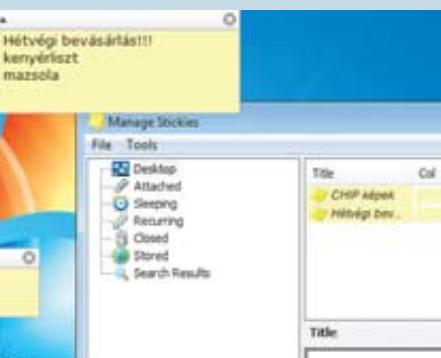 Hétvégi bevásárlás!!!
kenyérliszt
mazsola
Manage Stickies
File Tools
Desktop
Attached
Sleeping
Recurring
Closed
Stored
Search Results
Title Col
CHIP képek
Hétvégi bev...
Title: